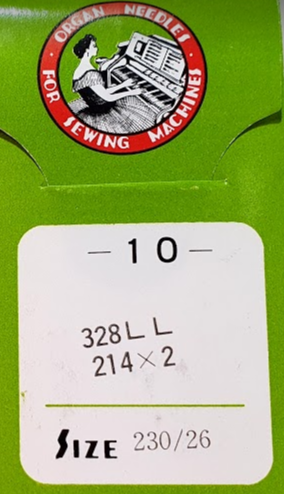 ORGAN NEEDLES
FOR SEWING MACHINES
-10-
328LL
214×2
SIZE 230/26